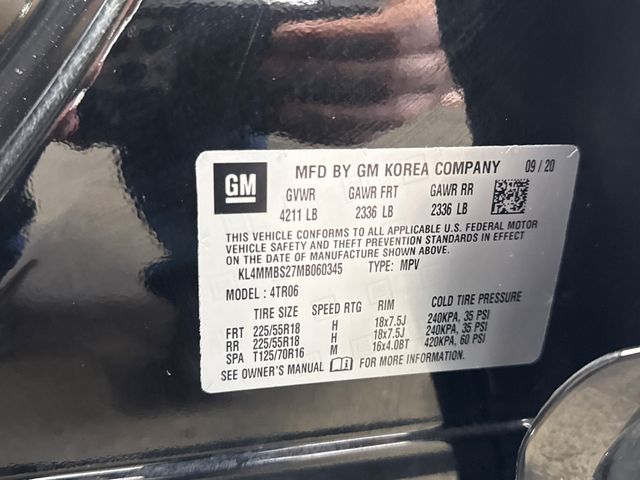 GM MFD BY GM KOREA COMPANY 09/20
GVWR GAWR FRT GAWR RR
4211 LB 2336 LB 2336 LB
THIS VEHICLE CONFORMS TO ALL APPLICABLE U.S. FEDERAL MOTOR
VEHICLE SAFETY AND THEFT PREVENTION STANDARDS IN EFFECT
ON THE DATE OF MANUFACTURE SHOWN ABOVE.
KL4MMBS27MB060345 TYPE: MPV
MODEL : 4TR06
TIRE SIZE SPEED RTG RIM COLD TIRE PRESSURE
FRT 225/55R18 H 18x7.5J 240KPA, 35 PSI
RR 225/55R18 H 18x7.5J 240KPA, 35 PSI
SPA T125/70R16 M 16x4.0BT 420KPA, 60 PSI
SEE OWNER'S MANUAL FOR MORE INFORMATION.